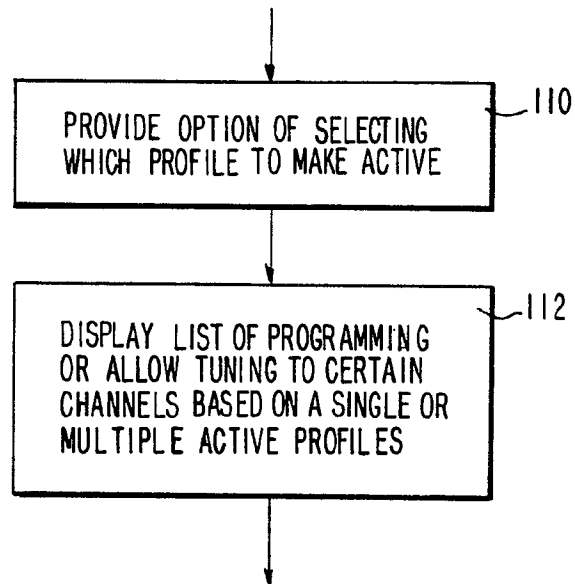 110
PROVIDE OPTION OF SELECTING
WHICH PROFILE TO MAKE ACTIVE
112
DISPLAY LIST OF PROGRAMMING
OR ALLOW TUNING TO CERTAIN
CHANNELS BASED ON A SINGLE OR
MULTIPLE ACTIVE PROFILES